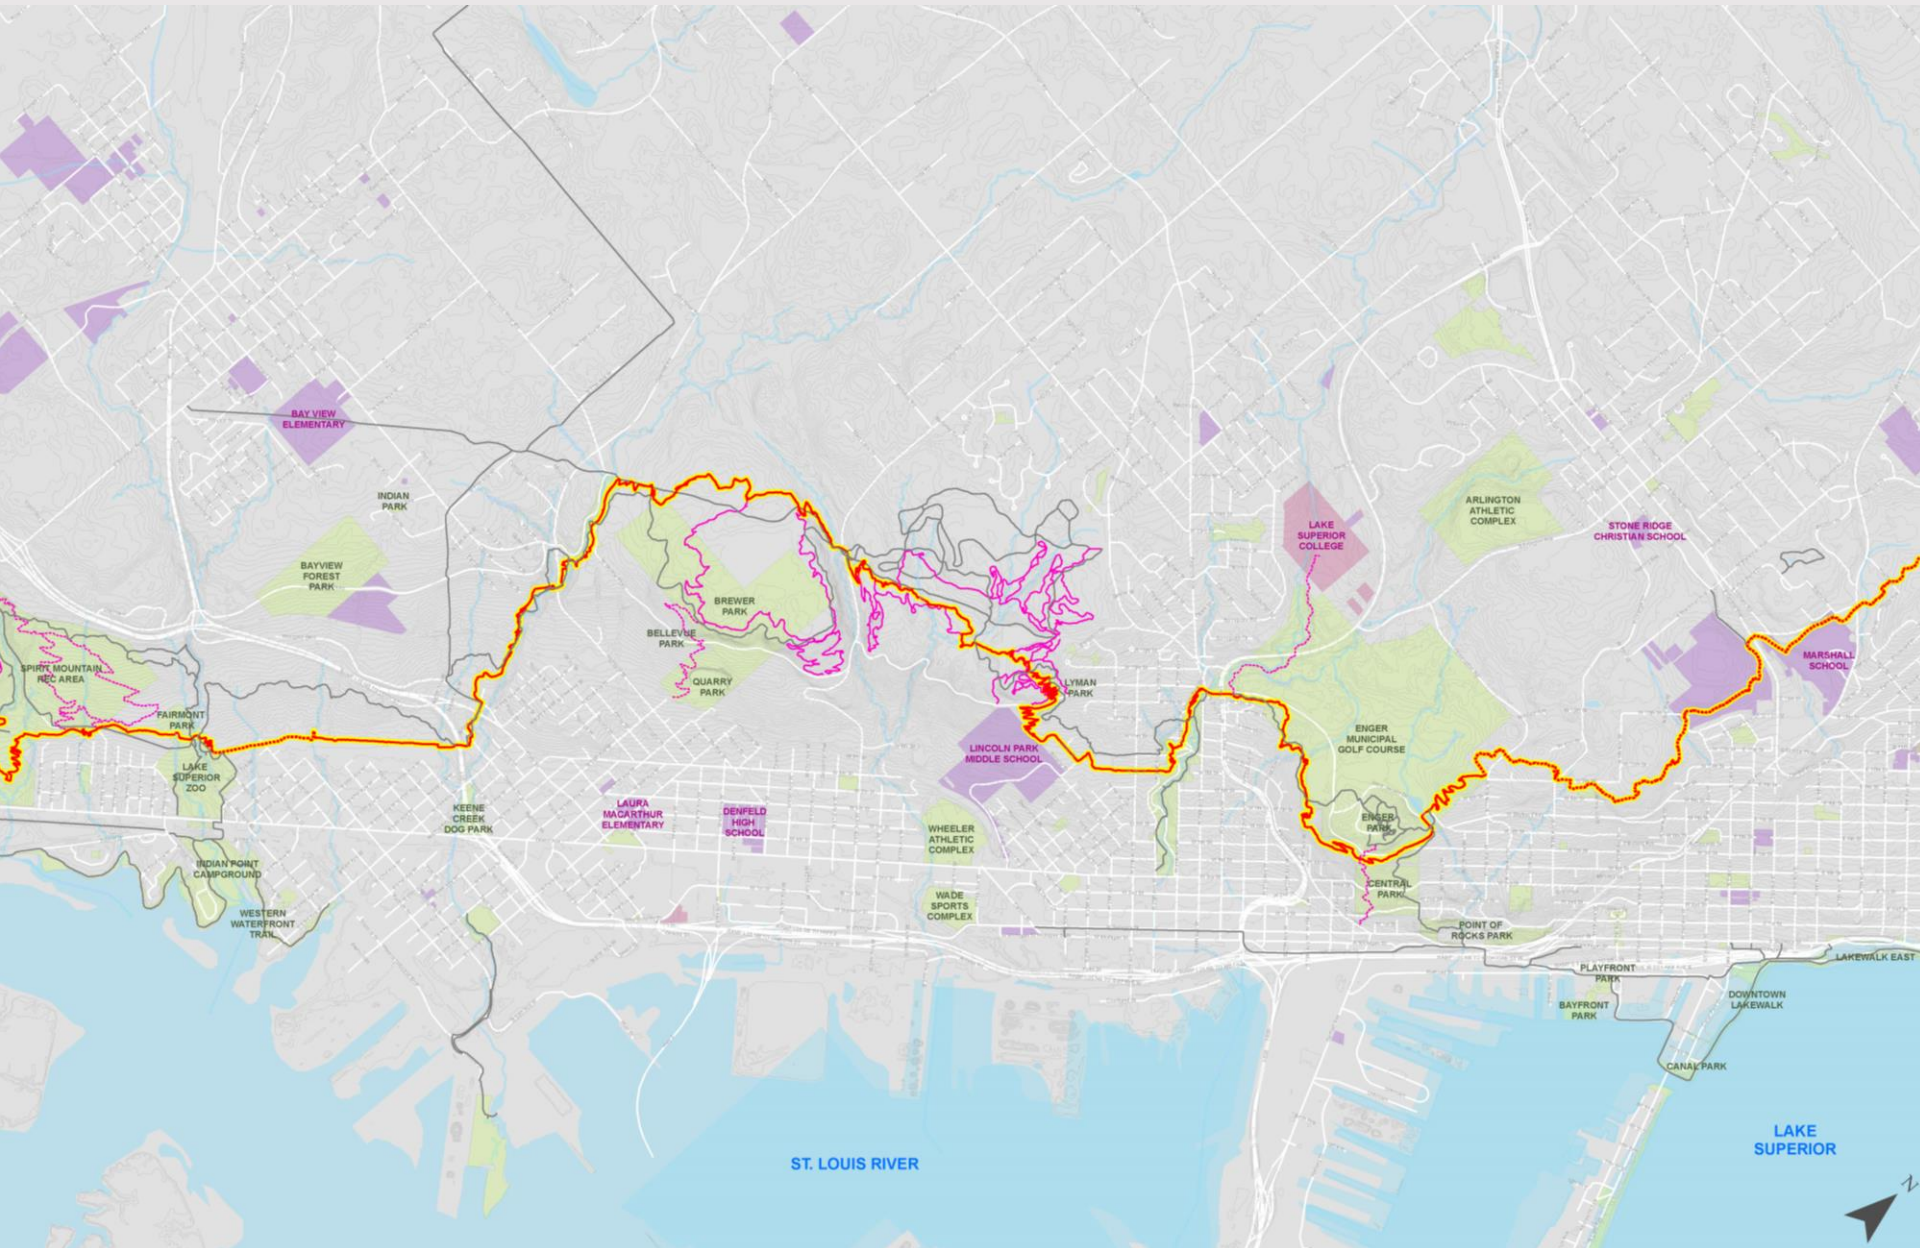 BAY VIEW
ELEMENTARY
INDIAN
PARK
BAYVIEW
FOREST
PARK
SPIRIT MOUNTAIN
REC AREA
FAIRMONT
PARK
LAKE
SUPERIOR
ZOO
INDIAN POINT
CAMPGROUND
WESTERN
WATERFRONT
TRAIL
KEENE
CREEK
DOG PARK
BREWER
PARK
BELLEVUE
PARK
QUARRY
PARK
LAURA
MACARTHUR
ELEMENTARY
DENFELD
HIGH
SCHOOL
LYMAN
PARK
LINCOLN PARK
MIDDLE SCHOOL
WHEELER
ATHLETIC
COMPLEX
WADE
SPORTS
COMPLEX
LAKE
SUPERIOR
COLLEGE
ARLINGTON
ATHLETIC
COMPLEX
STONE RIDGE
CHRISTIAN SCHOOL
MARSHALL
SCHOOL
ENGER
MUNICIPAL
GOLF COURSE
ENGER
PARK
CENTRAL
PARK
POINT OF
ROCKS PARK
PLAYFRONT
PARK
BAYFRONT
PARK
LAKEWALK EAST
DOWNTOWN
LAKEWALK
CANAL PARK
ST. LOUIS RIVER
LAKE
SUPERIOR
N